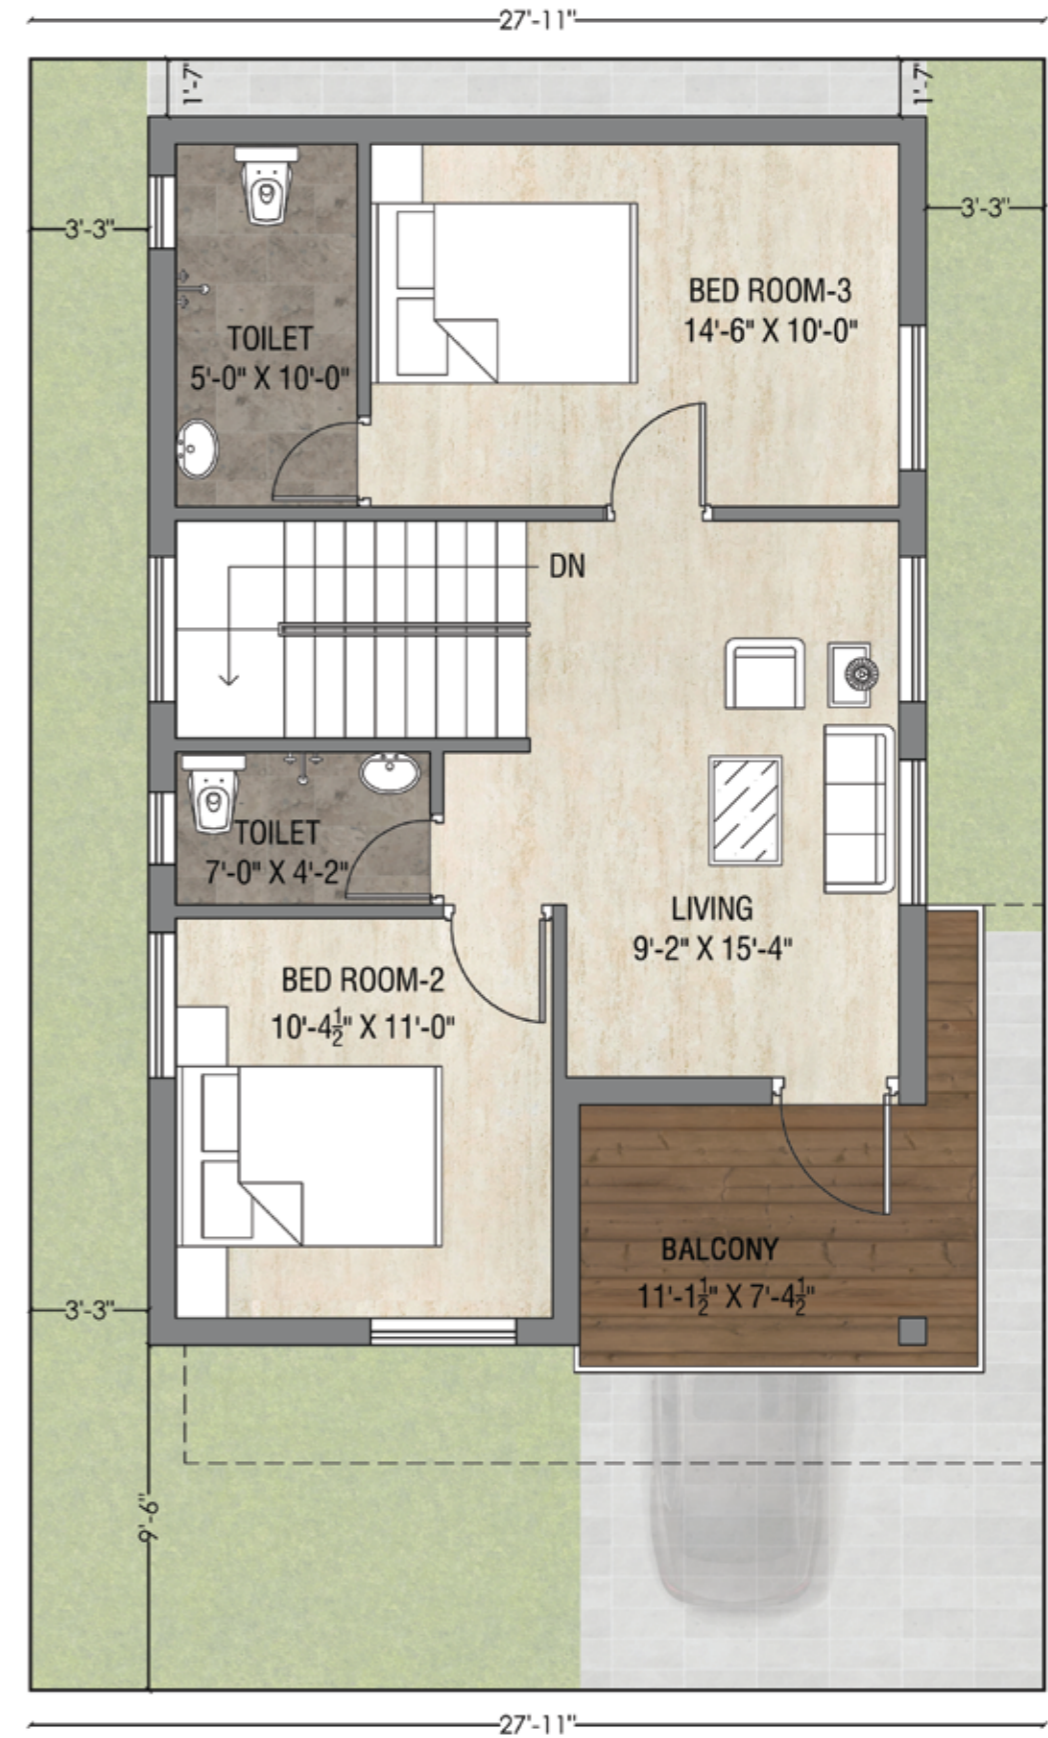 27'-11"
1'-7"
1'-7"
3'-3"
3'-3"
BED ROOM-3
14'-6" X 10'-0"
TOILET
5'-0" X 10'-0"
DN
TOILET
7'-0" X 4'-2"
LIVING
9'-2" X 15'-4"
BED ROOM-2
10'-4½" X 11'-0"
BALCONY
11'-1½" X 7'-4½"
3'-3"
9'-6"
27'-11"